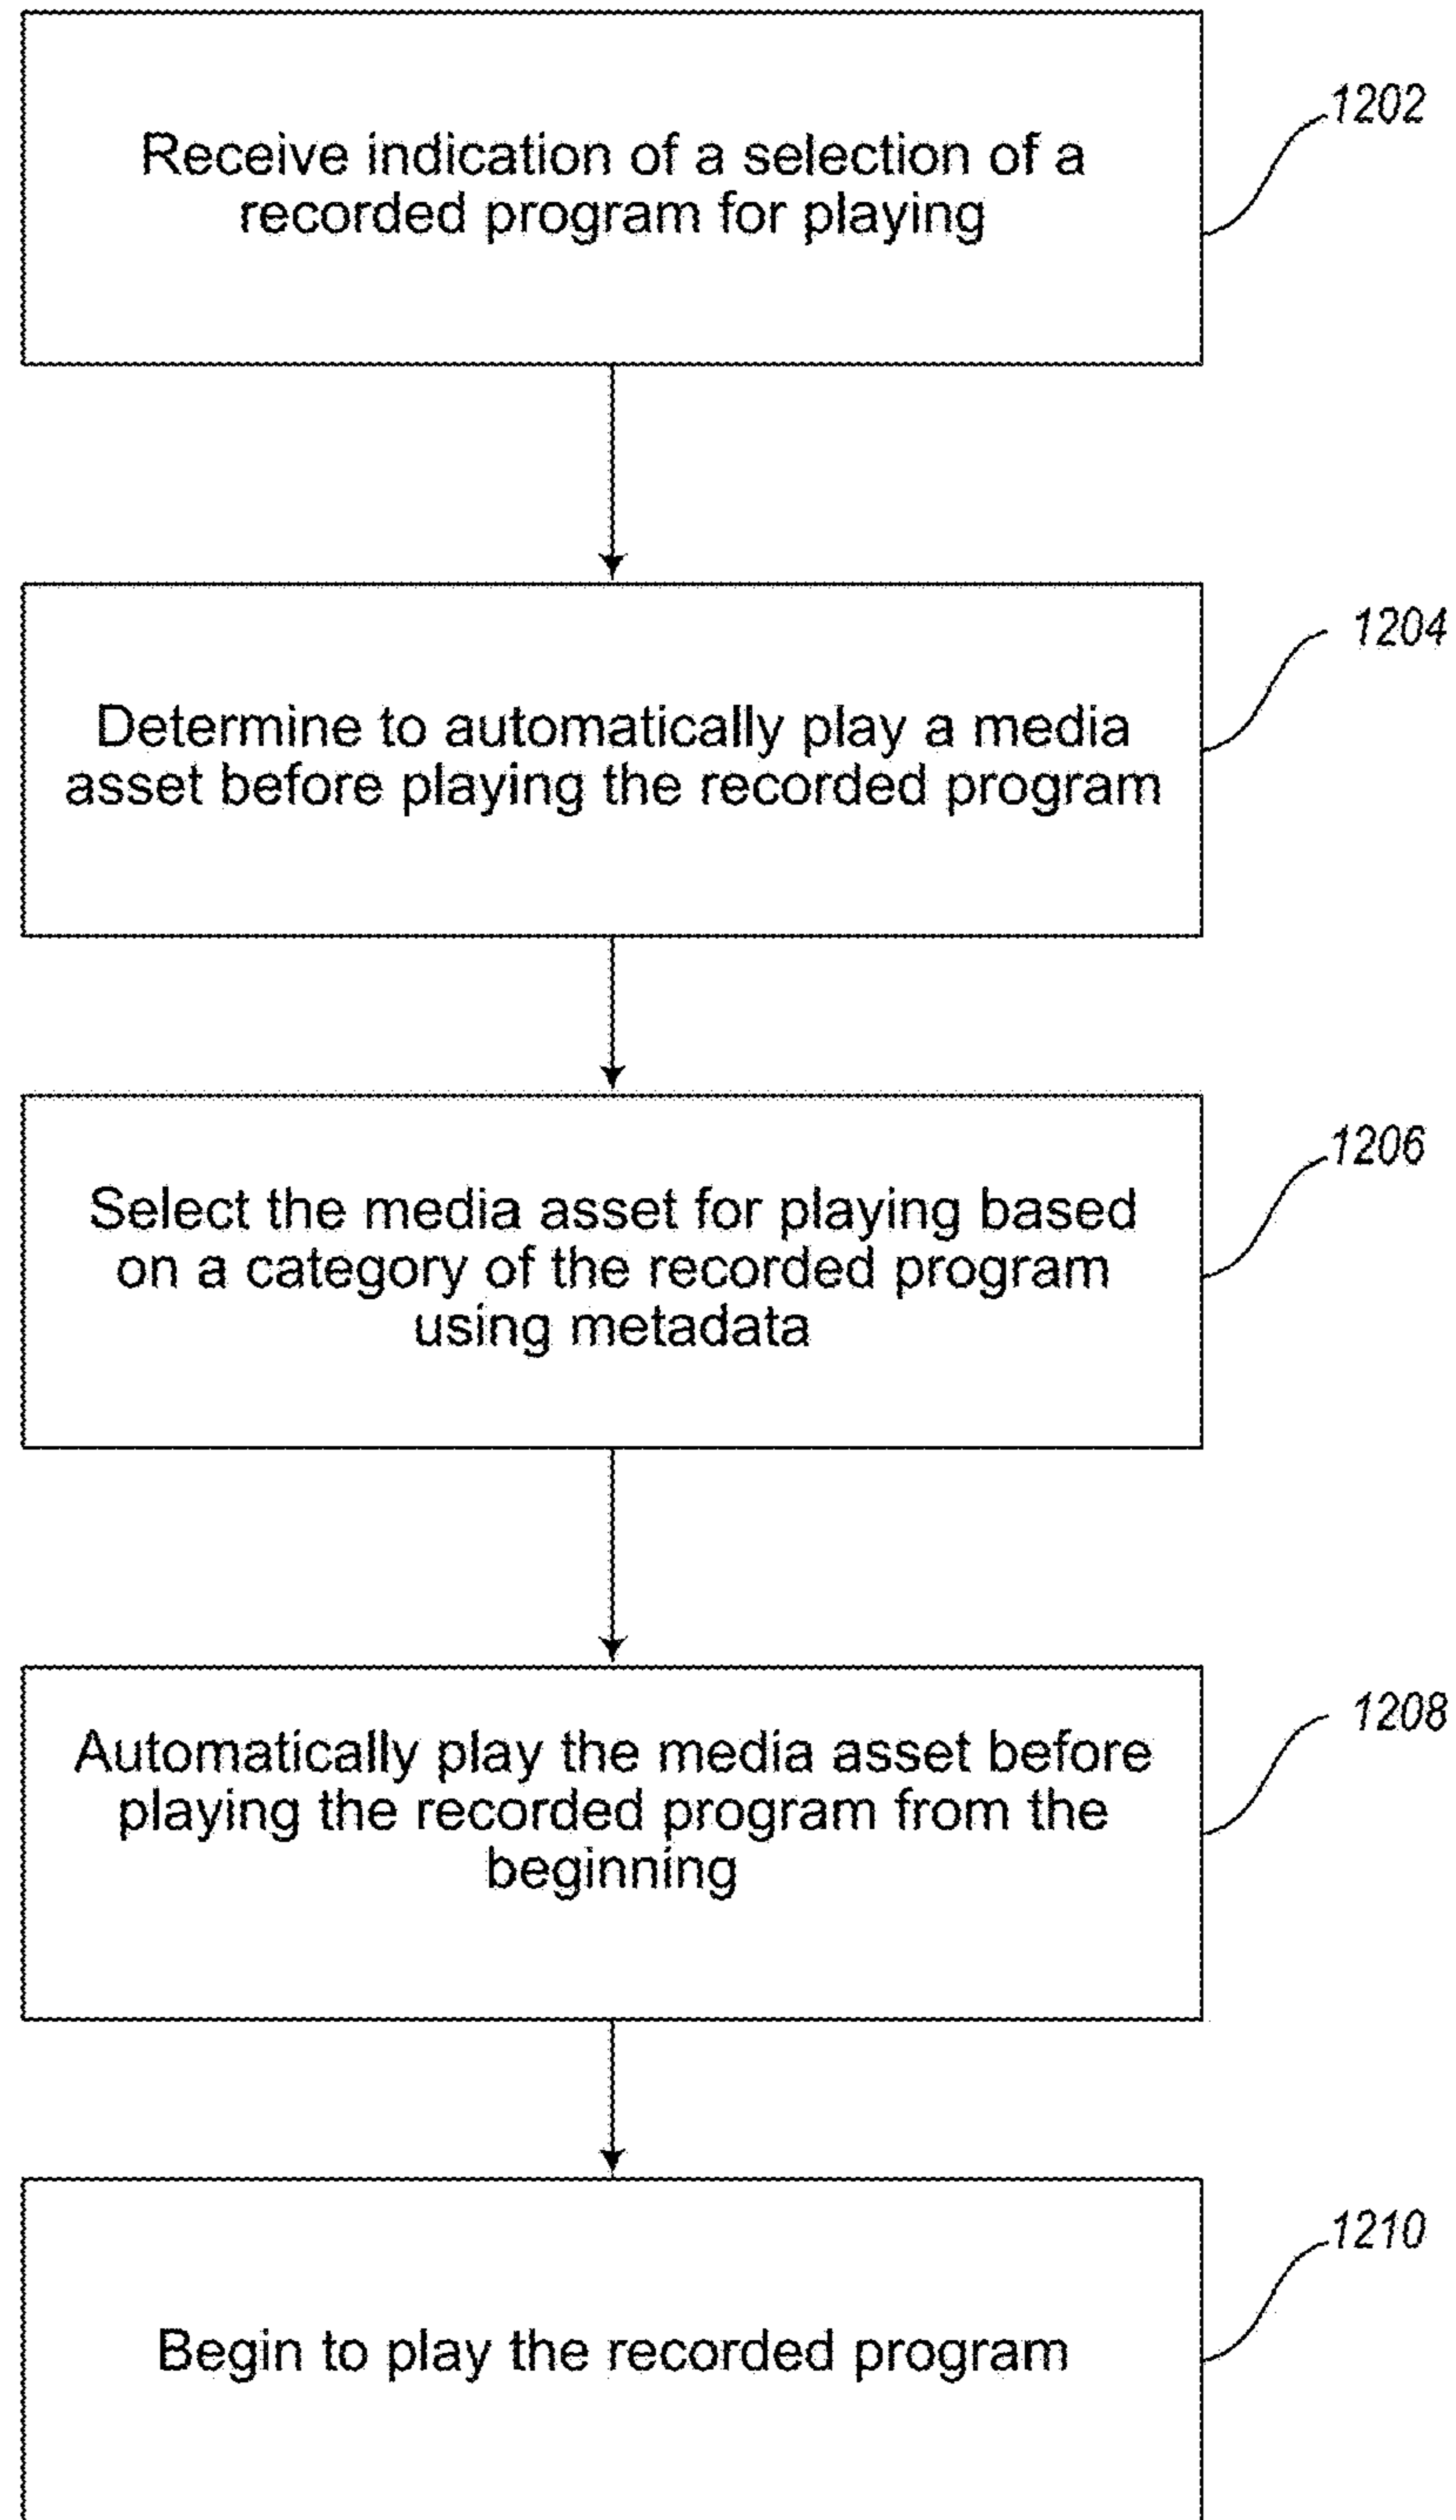 Receive indication of a selection of a
recorded program for playing
1202
Determine to automatically play a media
asset before playing the recorded program
1204
Select the media asset for playing based
on a category of the recorded program
using metadata
1206
Automatically play the media asset before
playing the recorded program from the
beginning
1208
Begin to play the recorded program
1210